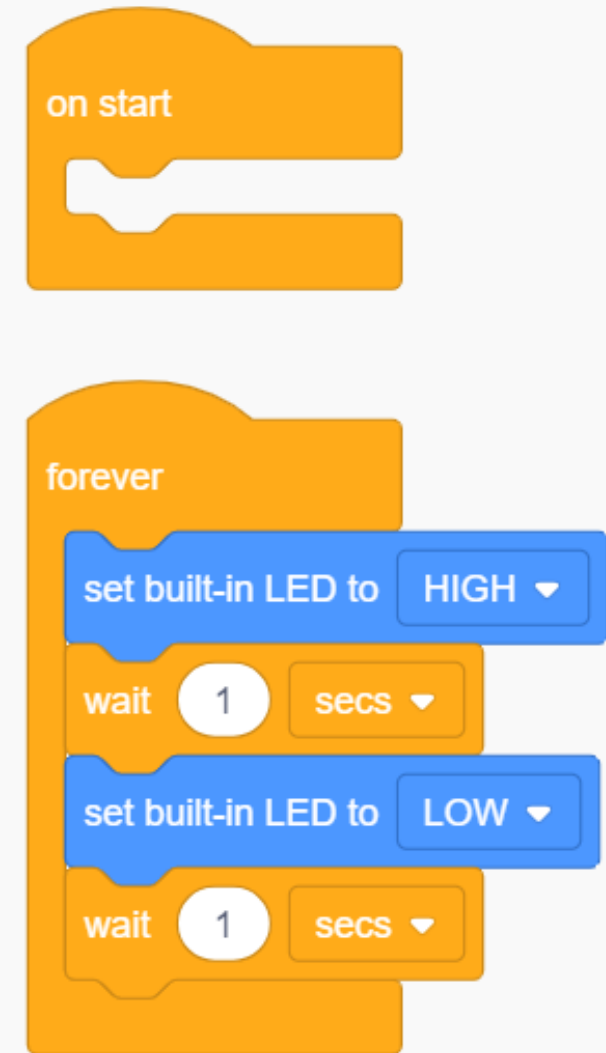 on start
forever
set built-in LED to HIGH
wait 1 secs
set built-in LED to LOW
wait 1 secs